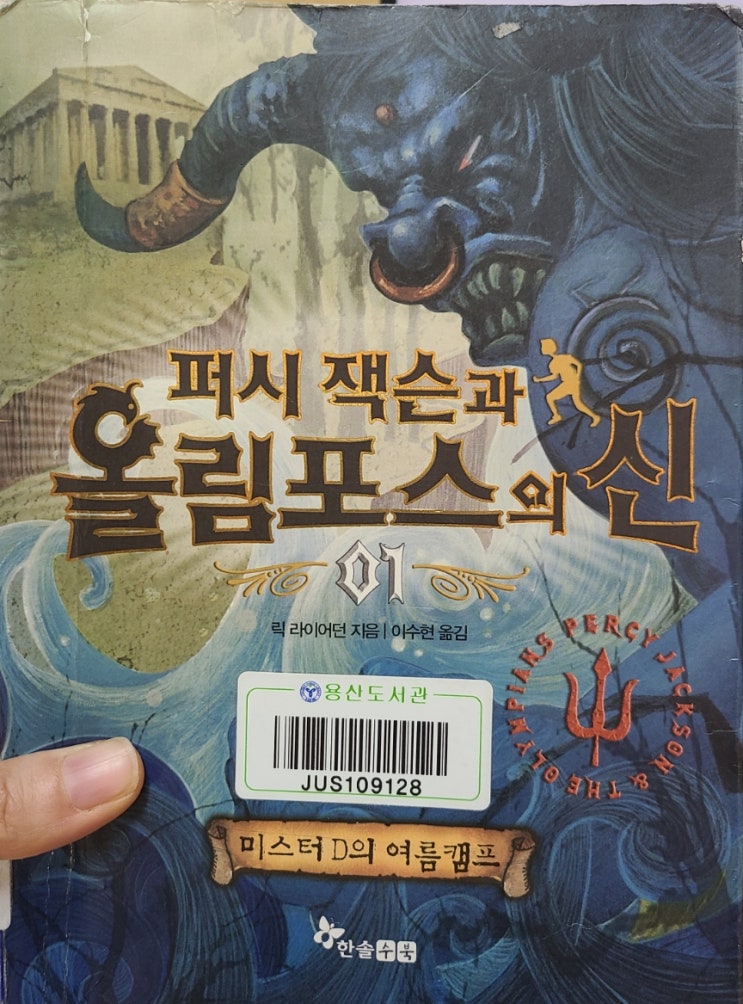 퍼시 잭슨과
올림포스의 신
01
릭 라이어던 지음 | 이수현 옮김
PERCY JACKSON & THE OLYMPIANS
용산도서관
JUS109128
미스터 D의 여름캠프
한솔수북